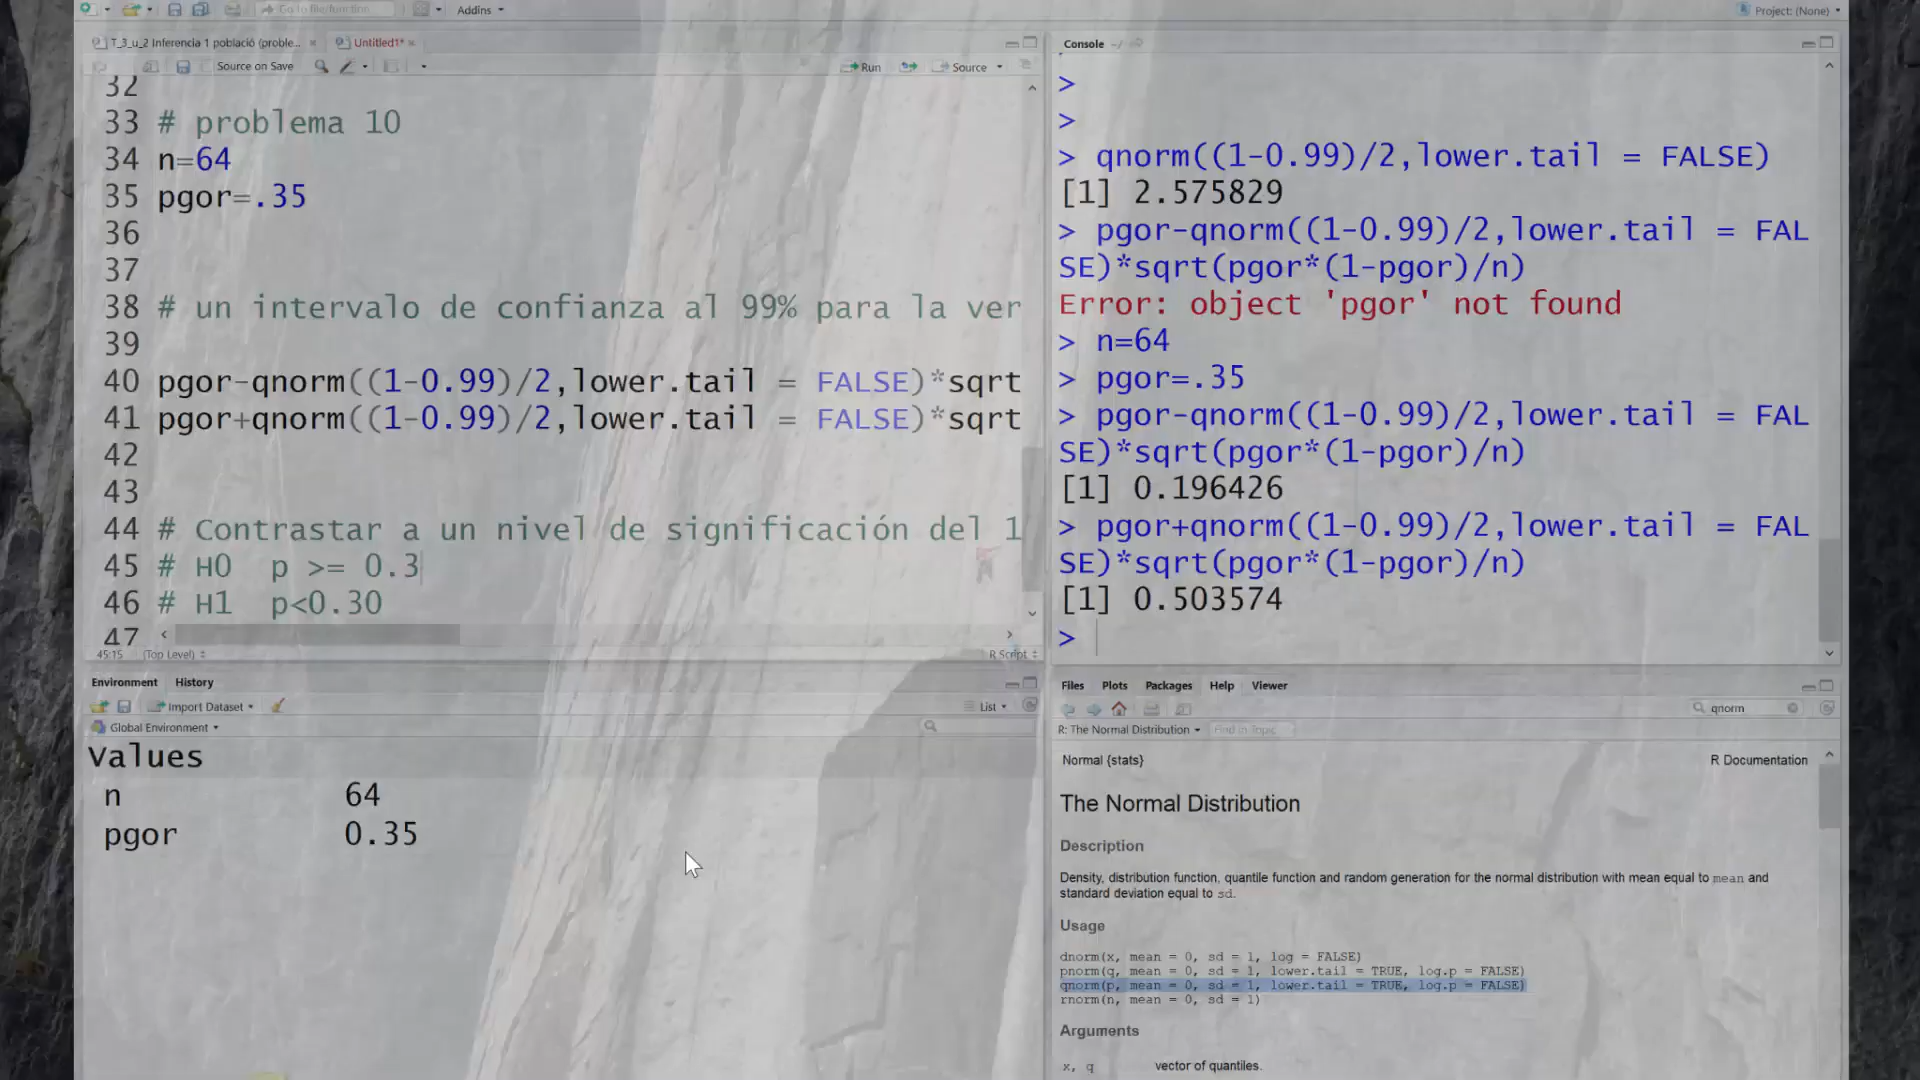 Go to file/function
Addins
Project: (None)
T_3_u_2 Inferencia 1 població (proble...
Untitled1*
Source on Save
Run
Source
32
33 # problema 10
34 n=64
35 pgor=.35
36
37
38 # un intervalo de confianza al 99% para la ver
39
40 pgor-qnorm((1-0.99)/2,lower.tail = FALSE)*sqrt
41 pgor+qnorm((1-0.99)/2,lower.tail = FALSE)*sqrt
42
43
44 # Contrastar a un nivel de significación del 1
45 # H0  p >= 0.3
46 # H1  p<0.30
47
45:15
(Top Level)
R Script
Console ~/
>
>
> qnorm((1-0.99)/2,lower.tail = FALSE)
[1] 2.575829
> pgor-qnorm((1-0.99)/2,lower.tail = FAL
SE)*sqrt(pgor*(1-pgor)/n)
Error: object 'pgor' not found
> n=64
> pgor=.35
> pgor-qnorm((1-0.99)/2,lower.tail = FAL
SE)*sqrt(pgor*(1-pgor)/n)
[1] 0.196426
> pgor+qnorm((1-0.99)/2,lower.tail = FAL
SE)*sqrt(pgor*(1-pgor)/n)
[1] 0.503574
>
Environment History
Import Dataset
List
Global Environment
Values
n 64
pgor 0.35
Files Plots Packages Help Viewer
qnorm
R: The Normal Distribution
Find in Topic
Normal {stats}
R Documentation
The Normal Distribution
Description
Density, distribution function, quantile function and random generation for the normal distribution with mean equal to mean and
standard deviation equal to sd.
Usage
dnorm(x, mean = 0, sd = 1, log = FALSE)
pnorm(q, mean = 0, sd = 1, lower.tail = TRUE, log.p = FALSE)
qnorm(p, mean = 0, sd = 1, lower.tail = TRUE, log.p = FALSE)
rnorm(n, mean = 0, sd = 1)
Arguments
x, q vector of quantiles.